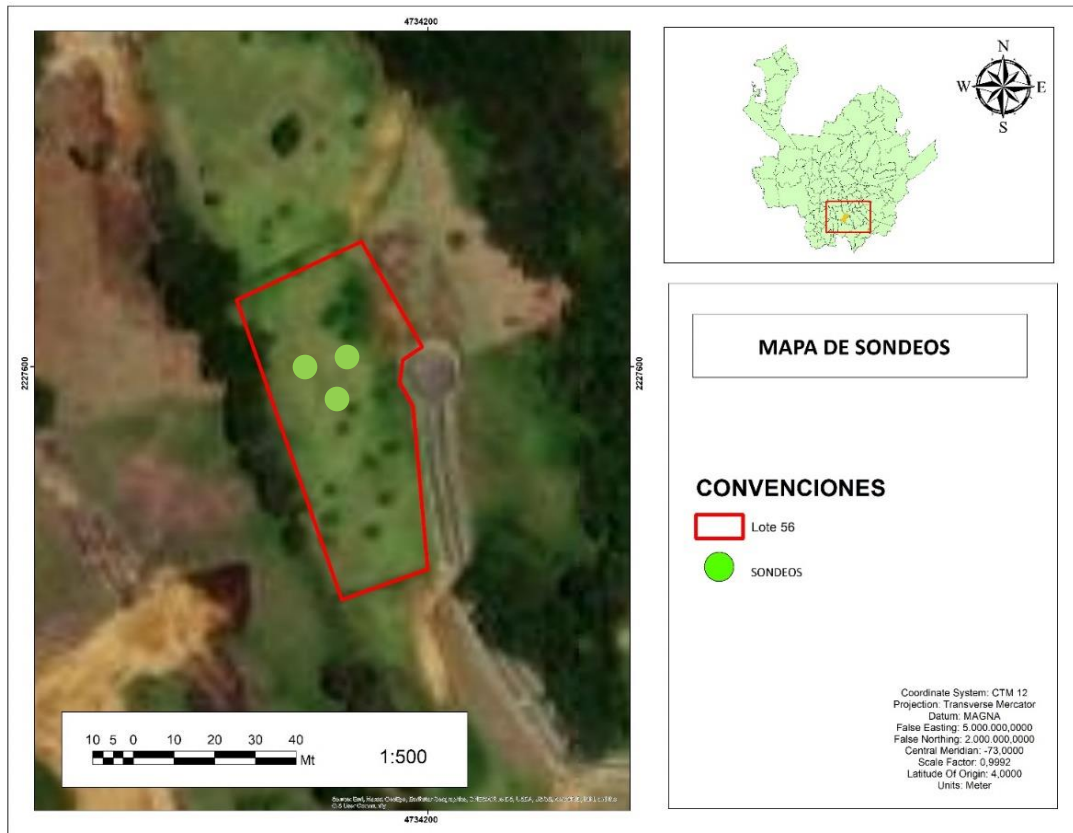 4734200
2227600
2227600
10 5 0 10 20 30 40
Mt
1:500
4734200
N
W E
S
MAPA DE SONDEOS
CONVENCIONES
Lote 56
SONDEOS
Coordinate System: CTM 12
Projection: Transverse Mercator
Datum: MAGNA
False Easting: 5.000.000,0000
False Northing: 2.000.000,0000
Central Meridian: -73,0000
Scale Factor: 0,9992
Latitude Of Origin: 4,0000
Units: Meter